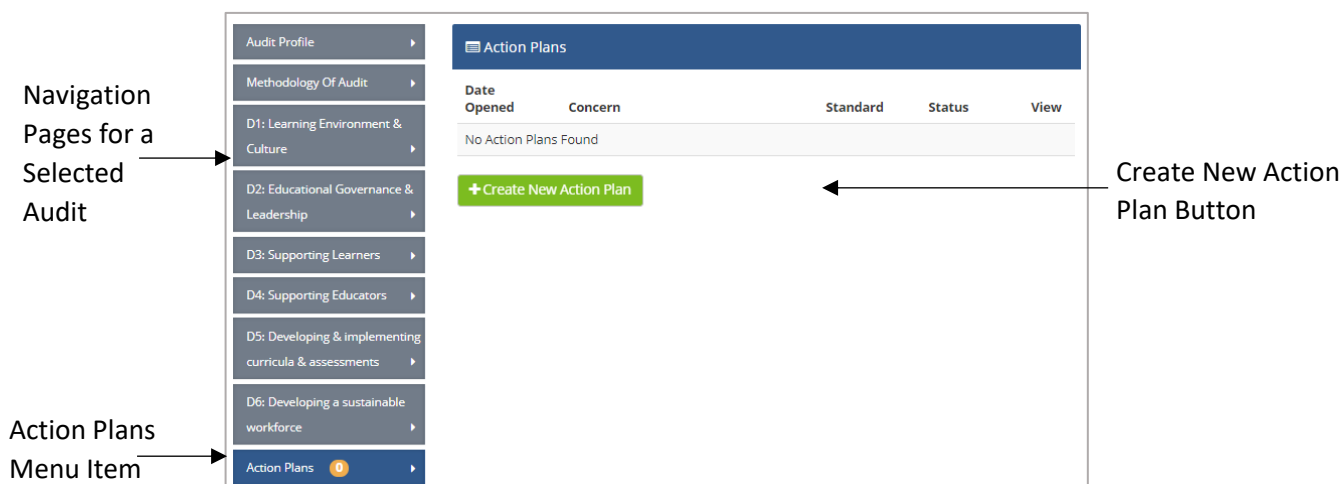 Navigation
Pages for a
Selected
Audit
Action Plans
Menu Item
Audit Profile
Methodology Of Audit
D1: Learning Environment &
Culture
D2: Educational Governance &
Leadership
D3: Supporting Learners
D4: Supporting Educators
D5: Developing & implementing
curricula & assessments
D6: Developing a sustainable
workforce
Action Plans 0
Action Plans
Date
Opened Concern Standard Status View
No Action Plans Found
+Create New Action Plan
Create New Action
Plan Button